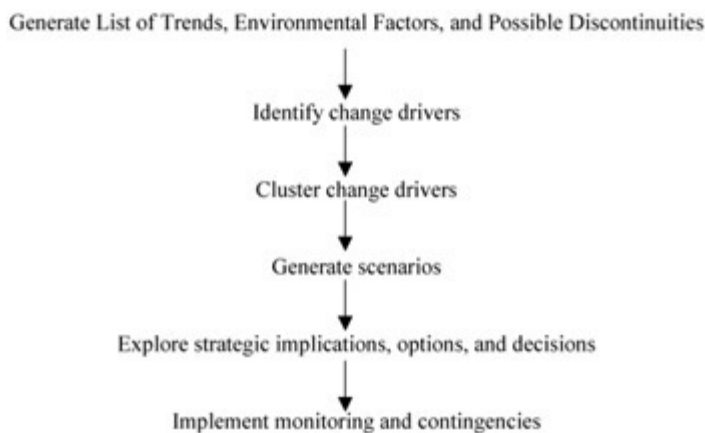 Generate List of Trends, Environmental Factors, and Possible Discontinuities
Identify change drivers
Cluster change drivers
Generate scenarios
Explore strategic implications, options, and decisions
Implement monitoring and contingencies